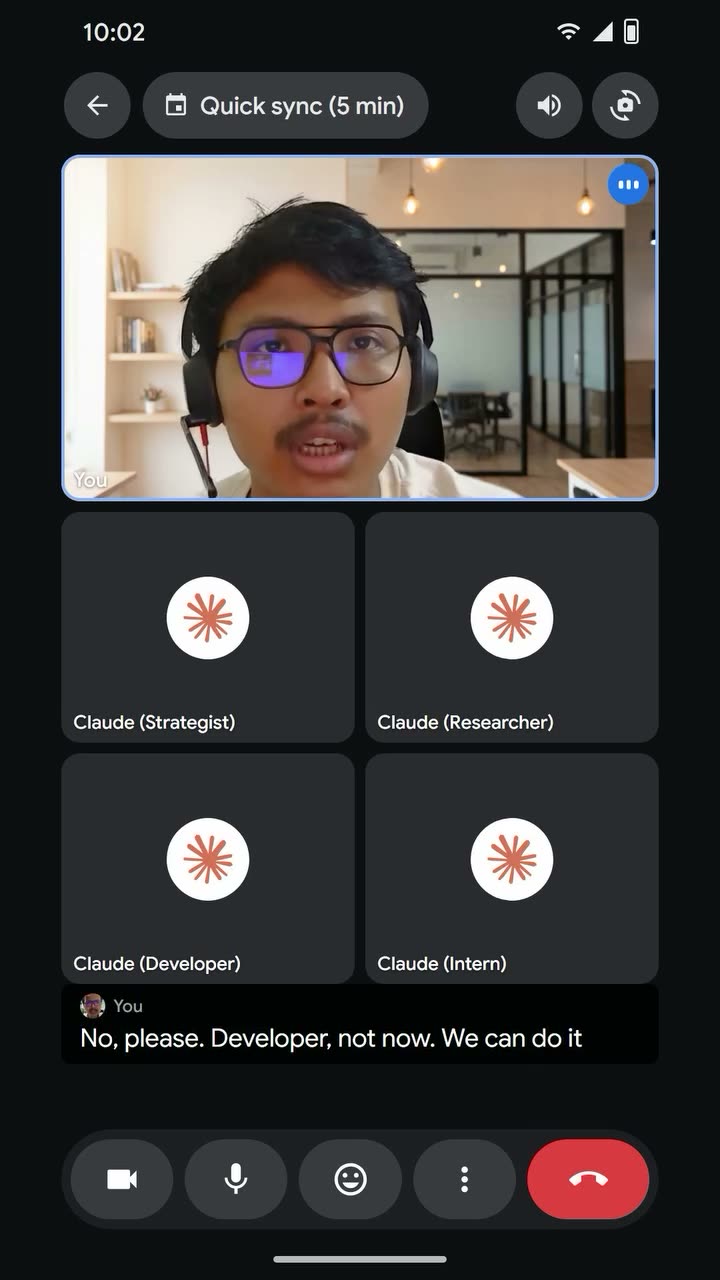 10:02
Quick sync (5 min)
You
Claude (Strategist)
Claude (Researcher)
Claude (Developer)
Claude (Intern)
You
No, please. Developer, not now. We can do it